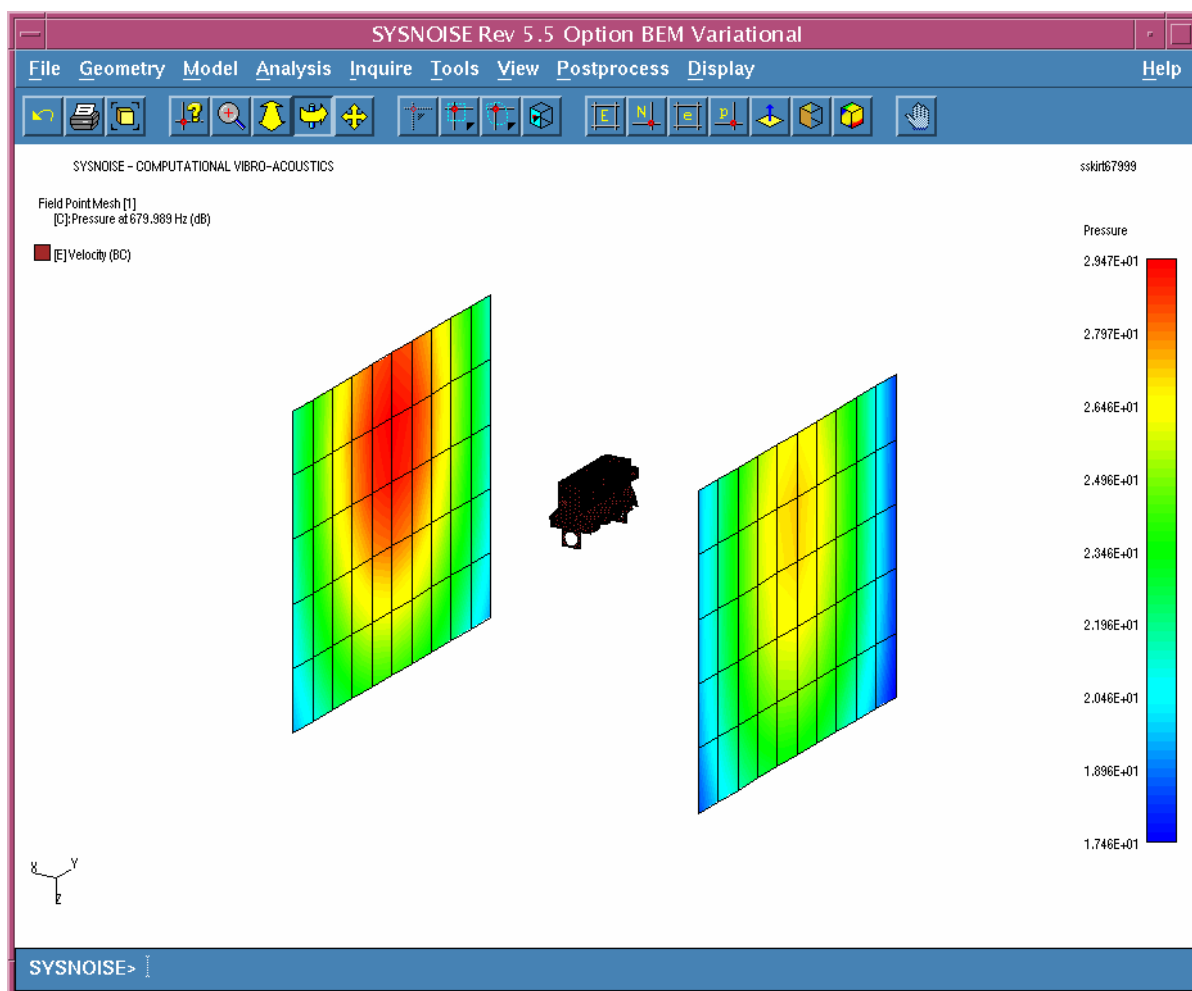 SYSNOISE Rev 5.5 Option BEM Variational
File Geometry Model Analysis Inquire Tools View Postprocess Display Help
? E N e p
SYSNOISE - COMPUTATIONAL VIBRO-ACOUSTICS
sskirt67999
Field Point Mesh [1]
[C]:Pressure at 679.989 Hz (dB)
[E] Velocity (BC)
Pressure
2.947E+01
2.797E+01
2.646E+01
2.496E+01
2.346E+01
2.196E+01
2.046E+01
1.896E+01
1.746E+01
X Y
Z
SYSNOISE>